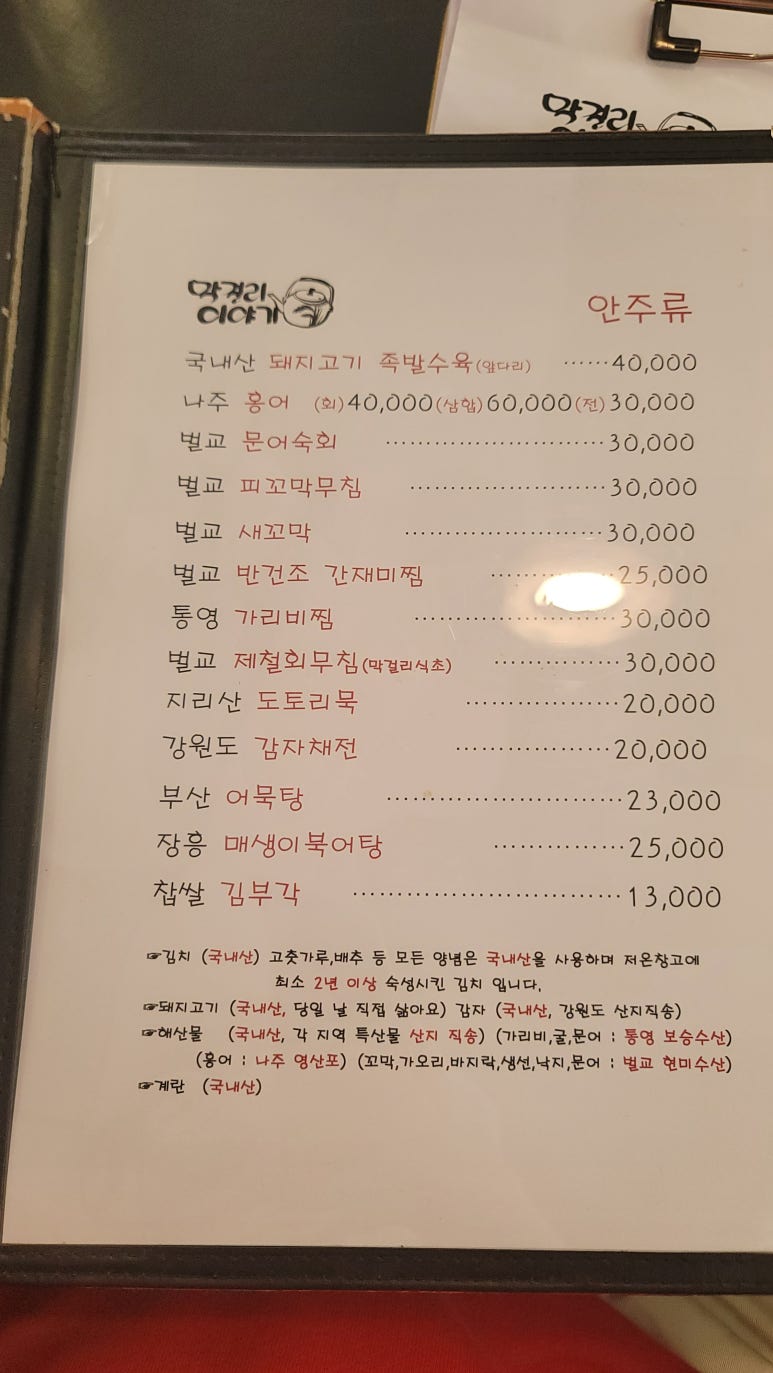 막걸리
막걸리
이야기
안주류
국내산 돼지고기 족발수육(앞다리) ······40,000
나주 홍어 (회)40,000(삼합)60,000(전)30,000
벌교 문어숙회 ·························30,000
벌교 피꼬막무침 ·······················30,000
벌교 새꼬막 ·······················30,000
벌교 반건조 간재미찜 ··············25,000
통영 가리비찜 ·······················30,000
벌교 제철회무침(막걸리식초) ··············30,000
지리산 도토리묵 ·················20,000
강원도 감자채전 ·················20,000
부산 어묵탕 ··························23,000
장흥 매생이북어탕 ···············25,000
찹쌀 김부각 ······························13,000
☞김치 (국내산) 고춧가루,배추 등 모든 양념은 국내산을 사용하며 저온창고에
최소 2년 이상 숙성시킨 김치 입니다.
☞돼지고기 (국내산, 당일 날 직접 삶아요) 감자 (국내산, 강원도 산지직송)
☞해산물 (국내산, 각 지역 특산물 산지 직송) (가리비,굴,문어 : 통영 보승수산)
(홍어 : 나주 영산포) (꼬막,가오리,바지락,생선,낙지,문어 : 벌교 현미수산)
☞계란 (국내산)